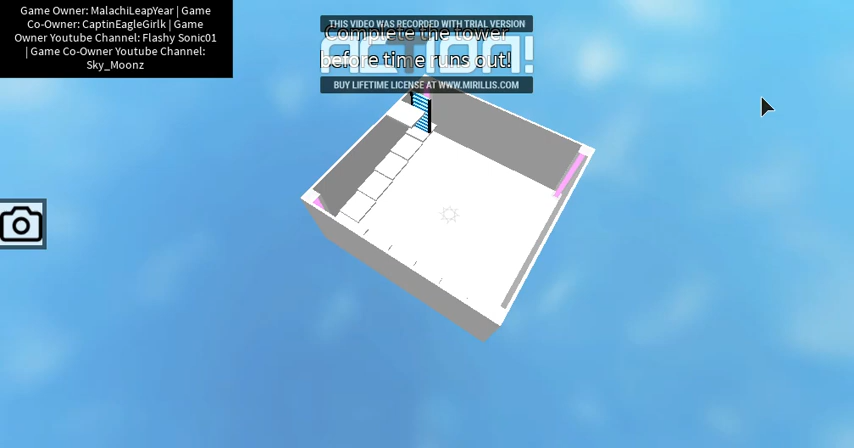 Game Owner: MalachiLeapYear | Game
Co-Owner: CaptinEagleGirlk | Game
Owner Youtube Channel: Flashy Sonic01
| Game Co-Owner Youtube Channel:
Sky_Moonz
THIS VIDEO WAS RECORDED WITH TRIAL VERSION
Complete the tower
before time runs out!
ACTION!
BUY LIFETIME LICENSE AT WWW.MIRILLIS.COM